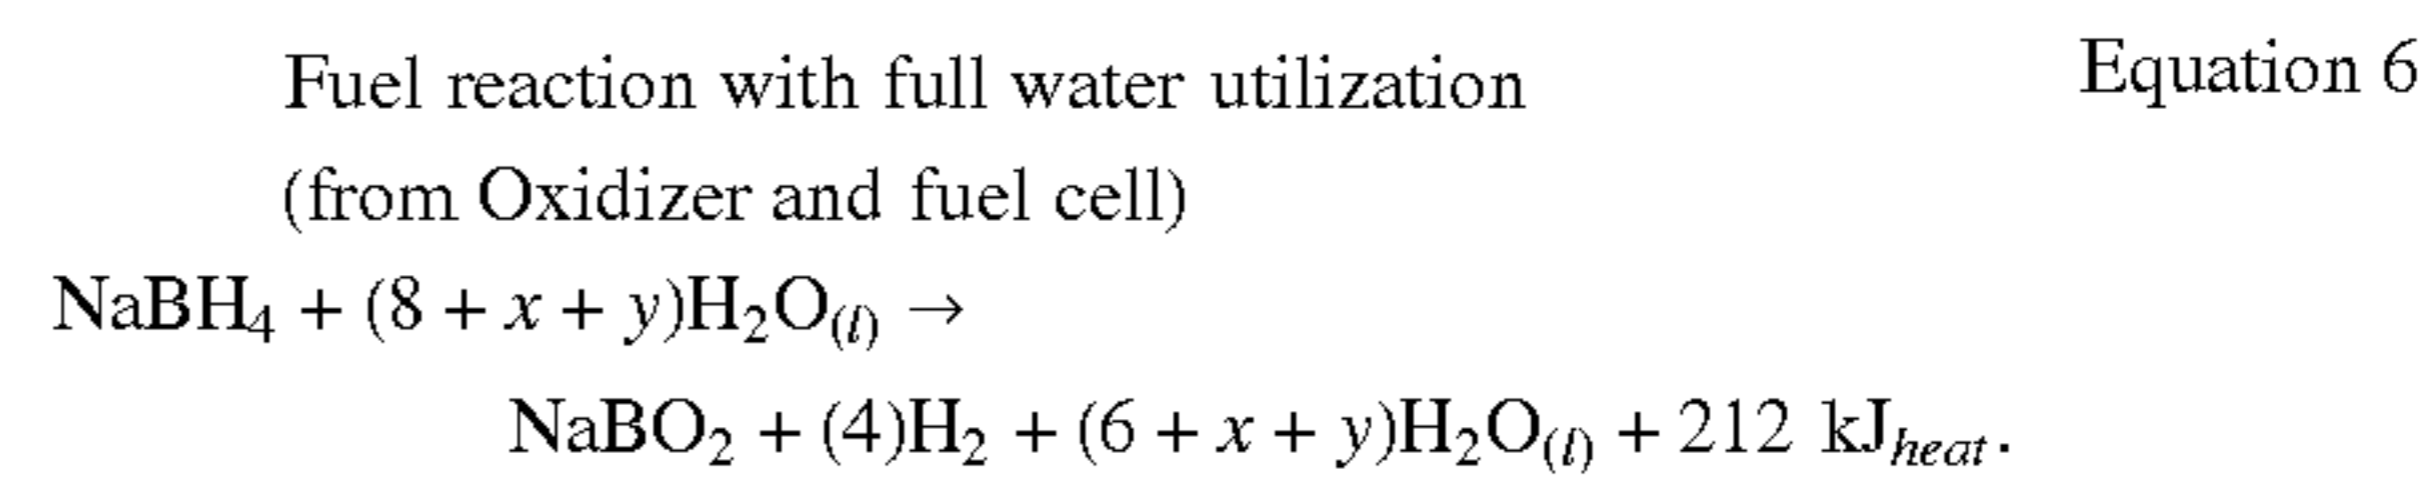 Fuel reaction with full water utilization Equation 6
(from Oxidizer and fuel cell)
NaBH₄ + (8 + x + y)H₂O₍l₎ →
NaBO₂ + (4)H₂ + (6 + x + y)H₂O₍l₎ + 212 kJheat.